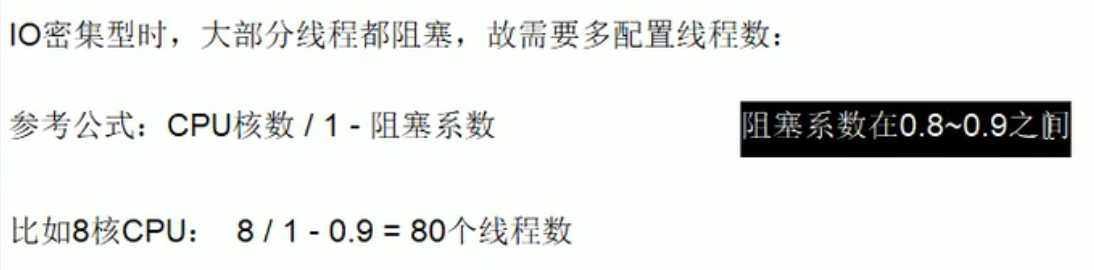 IO密集型时，大部分线程都阻塞，故需要多配置线程数：
参考公式：CPU核数 / 1 - 阻塞系数 阻塞系数在0.8~0.9之间
比如8核CPU： 8 / 1 - 0.9 = 80个线程数